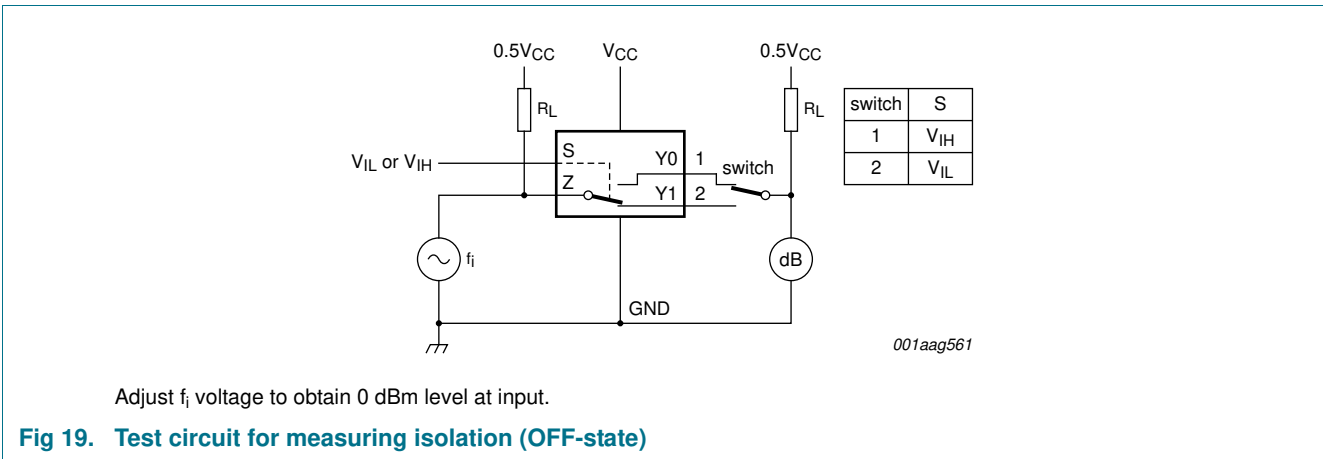 0.5VCC VCC 0.5VCC
RL RL
switch S
1 VIH
2 VIL
VIL or VIH
S Y0 1 switch
Z Y1 2
fi dB
GND
001aag561
Adjust fi voltage to obtain 0 dBm level at input.
Fig 19. Test circuit for measuring isolation (OFF-state)